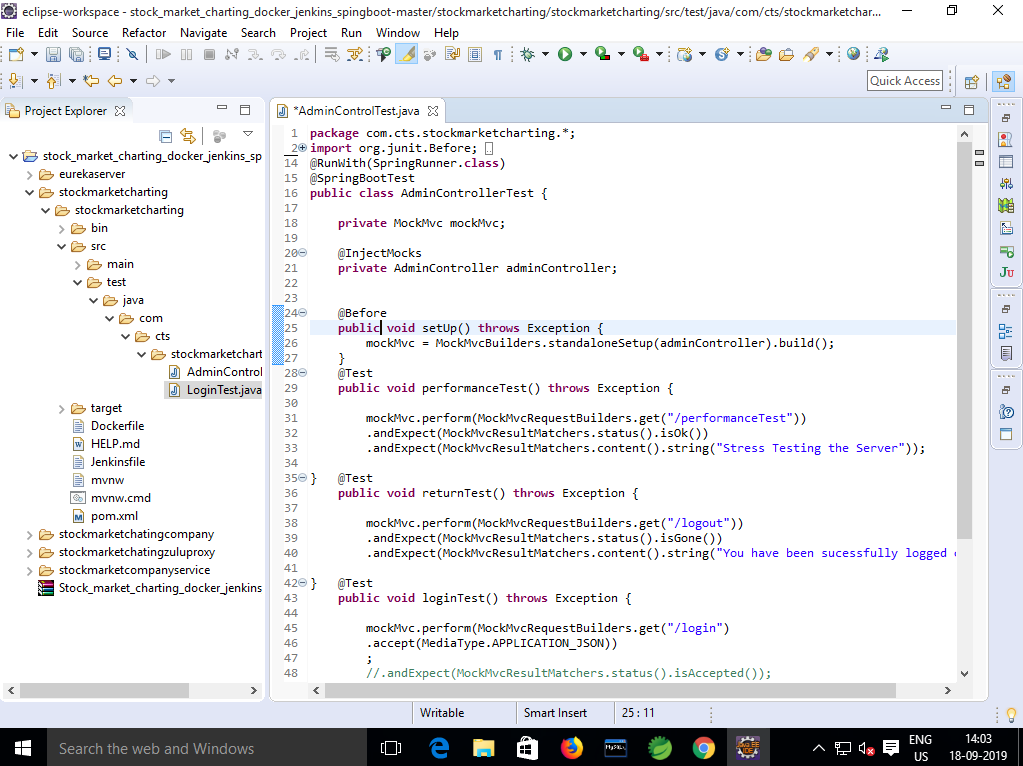 eclipse-workspace - stock_market_charting_docker_jenkins_spingboot-master/stockmarketcharting/stockmarketcharting/src/test/java/com/cts/stockmarketchar...
File Edit Source Refactor Navigate Search Project Run Window Help
Quick Access
Project Explorer
*AdminControlTest.java
stock_market_charting_docker_jenkins_sp
eurekaserver
stockmarketcharting
stockmarketcharting
bin
src
main
test
java
com
cts
stockmarketchart
AdminControl
LoginTest.java
target
Dockerfile
HELP.md
Jenkinsfile
mvnw
mvnw.cmd
pom.xml
stockmarketchatingcompany
stockmarketchatingzuluproxy
stockmarketcompanyservice
Stock_market_charting_docker_jenkins
1 package com.cts.stockmarketcharting.*;
2 import org.junit.Before;
14 @RunWith(SpringRunner.class)
15 @SpringBootTest
16 public class AdminControllerTest {
17
18 private MockMvc mockMvc;
19
20 @InjectMocks
21 private AdminController adminController;
22
23
24 @Before
25 public void setUp() throws Exception {
26 mockMvc = MockMvcBuilders.standaloneSetup(adminController).build();
27 }
28 @Test
29 public void performanceTest() throws Exception {
30
31 mockMvc.perform(MockMvcRequestBuilders.get("/performanceTest"))
32 .andExpect(MockMvcResultMatchers.status().isOk())
33 .andExpect(MockMvcResultMatchers.content().string("Stress Testing the Server"));
34
35 } @Test
36 public void returnTest() throws Exception {
37
38 mockMvc.perform(MockMvcRequestBuilders.get("/logout"))
39 .andExpect(MockMvcResultMatchers.status().isGone())
40 .andExpect(MockMvcResultMatchers.content().string("You have been sucessfully logged
41
42 } @Test
43 public void loginTest() throws Exception {
44
45 mockMvc.perform(MockMvcRequestBuilders.get("/login")
46 .accept(MediaType.APPLICATION_JSON))
47 ;
48 //.andExpect(MockMvcResultMatchers.status().isAccepted());
Ju
Writable Smart Insert 25 : 11
Search the web and Windows
MySQL
ENG
US
14:03
18-09-2019